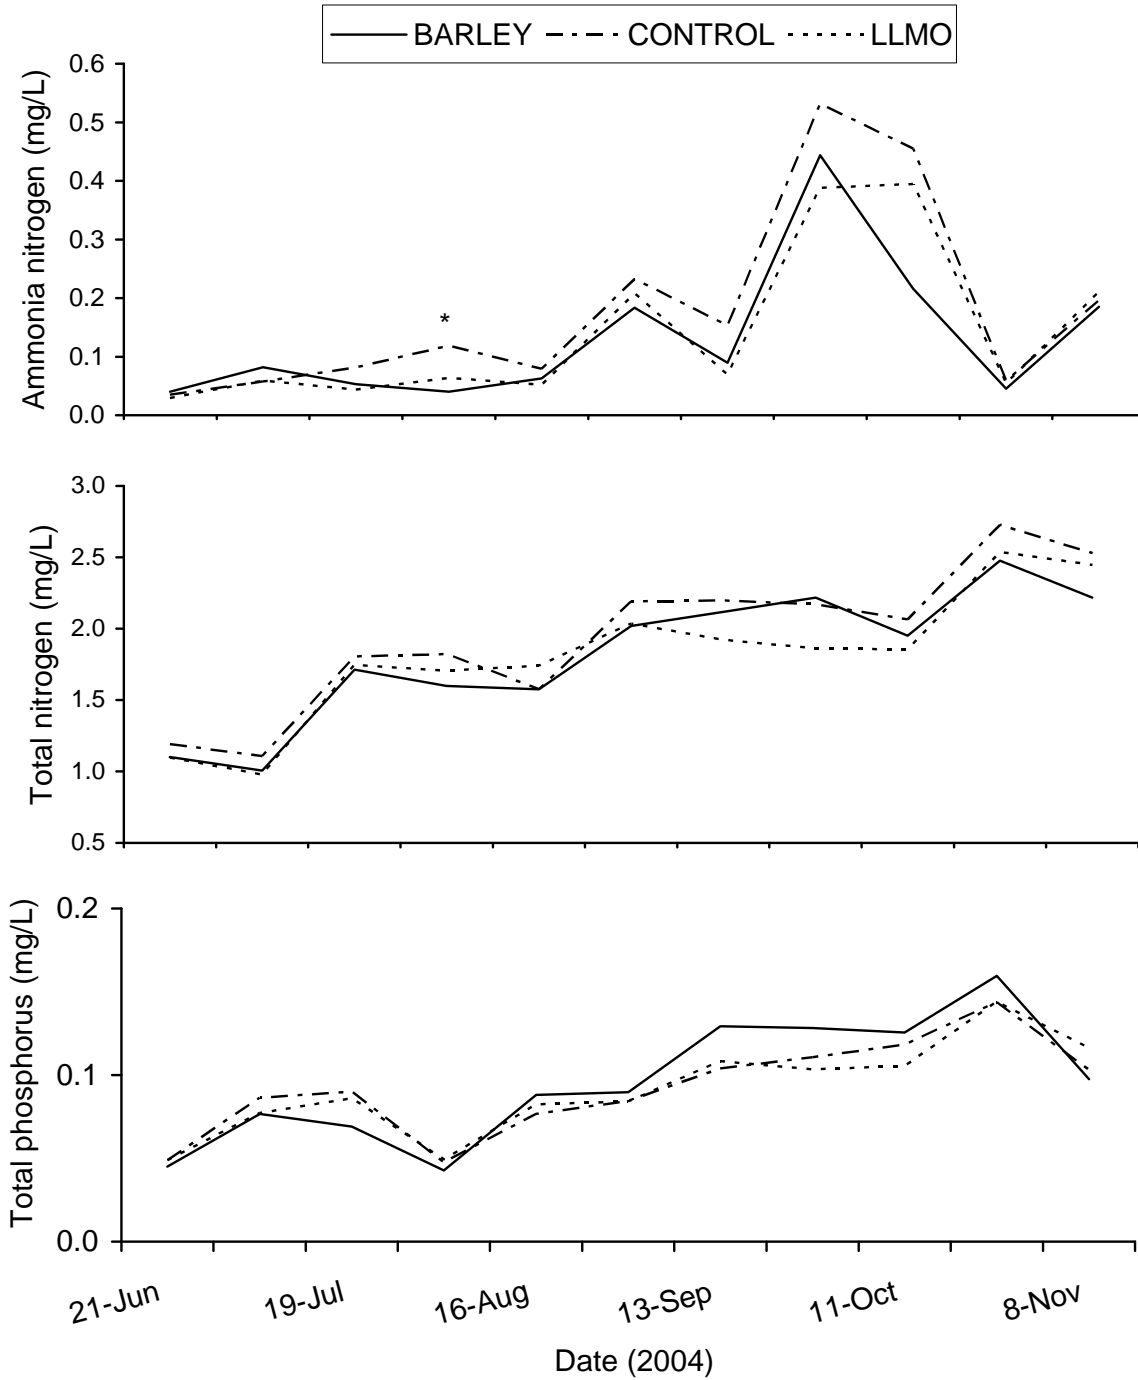 BARLEY CONTROL LLMO
Ammonia nitrogen (mg/L)
0.6
0.5
0.4
0.3
0.2
0.1
0.0
*
Total nitrogen (mg/L)
3.0
2.5
2.0
1.5
1.0
0.5
Total phosphorus (mg/L)
0.2
0.1
0.0
21-Jun 19-Jul 16-Aug 13-Sep 11-Oct 8-Nov
Date (2004)